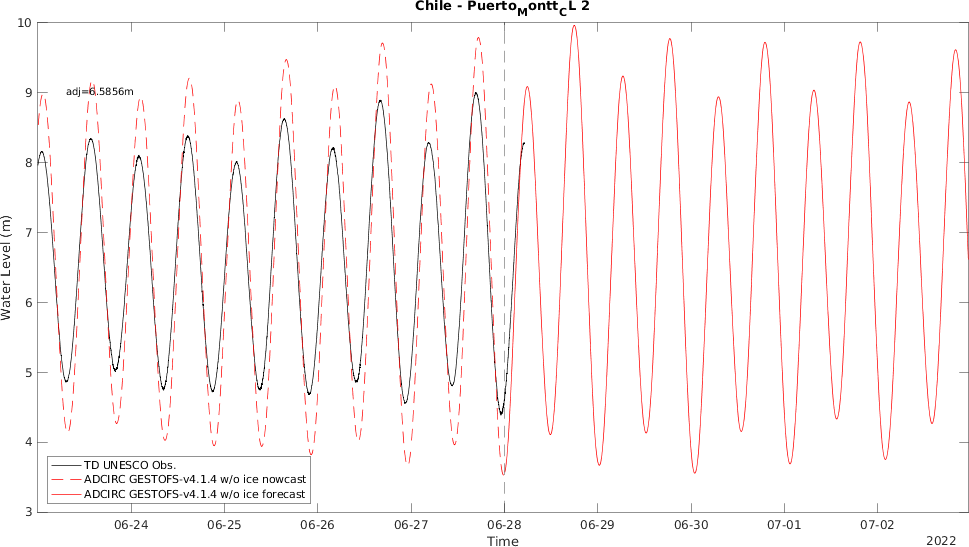 Chile - Puerto_Montt_CL 2
10
9
8
7
6
5
4
3
Water Level (m)
adj=6.5856m
TD UNESCO Obs.
ADCIRC GESTOFS-v4.1.4 w/o ice nowcast
ADCIRC GESTOFS-v4.1.4 w/o ice forecast
06-24
06-25
06-26
06-27
06-28
06-29
06-30
07-01
07-02
Time
2022